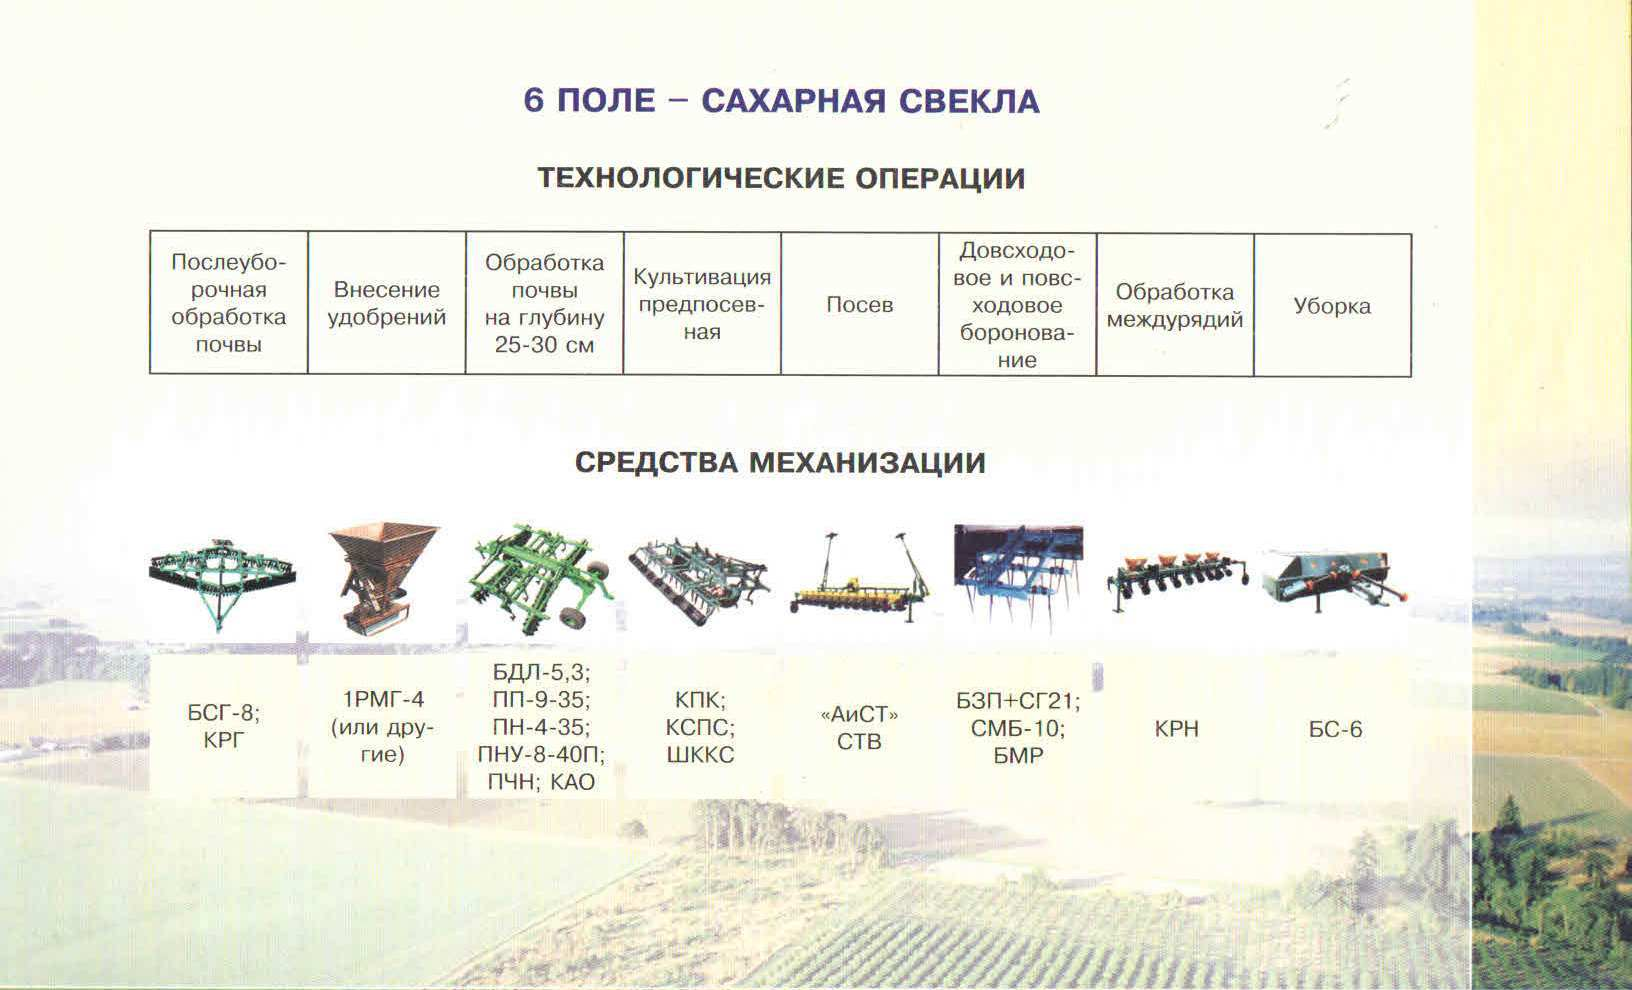 6 ПОЛЕ – САХАРНАЯ СВЕКЛА
ТЕХНОЛОГИЧЕСКИЕ ОПЕРАЦИИ
Послеубо-
рочная
обработка
почвы
Внесение
удобрений
Обработка
почвы
на глубину
25-30 см
Культивация
предпосев-
ная
Посев
Довсходо-
вое и повс-
ходовое
боронова-
ние
Обработка
междурядий
Уборка
СРЕДСТВА МЕХАНИЗАЦИИ
БСГ-8;
КРГ
1РМГ-4
(или дру-
гие)
БДЛ-5,3;
ПП-9-35;
ПН-4-35;
ПНУ-8-40П;
ПЧН; КАО
КПК;
КСПС;
ШККС
«АиСТ»
СТВ
БЗП+СГ21;
СМБ-10;
БМР
КРН
БС-6